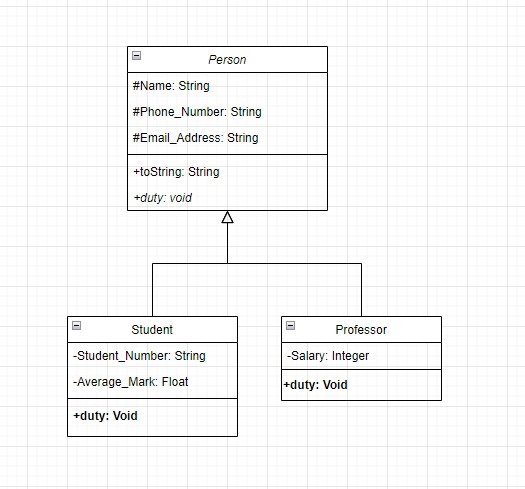 Person
#Name: String
#Phone_Number: String
#Email_Address: String
+toString: String
+duty: void
Student
-Student_Number: String
-Average_Mark: Float
+duty: Void
Professor
-Salary: Integer
+duty: Void